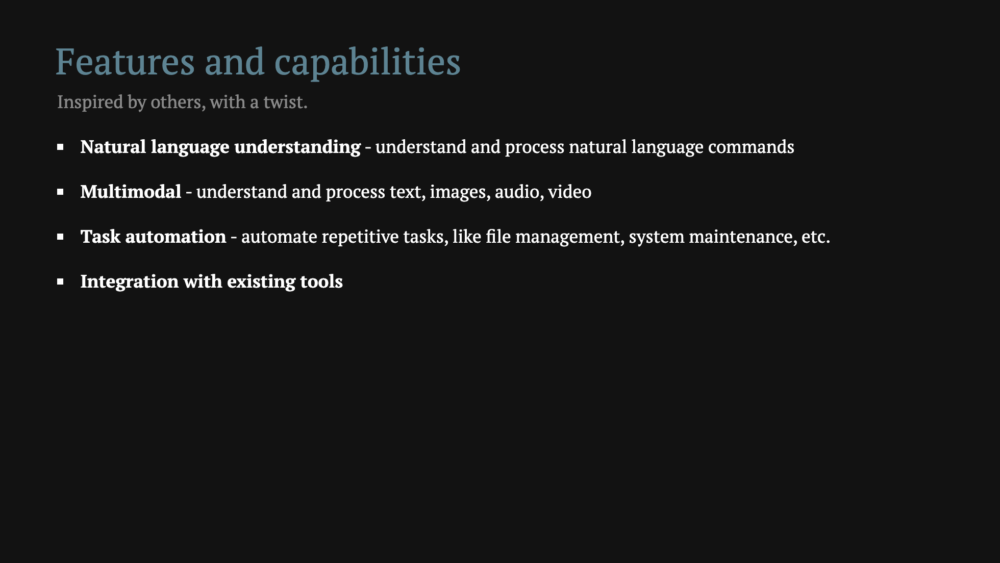 Features and capabilities
Inspired by others, with a twist.
▪ Natural language understanding - understand and process natural language commands
▪ Multimodal - understand and process text, images, audio, video
▪ Task automation - automate repetitive tasks, like file management, system maintenance, etc.
▪ Integration with existing tools